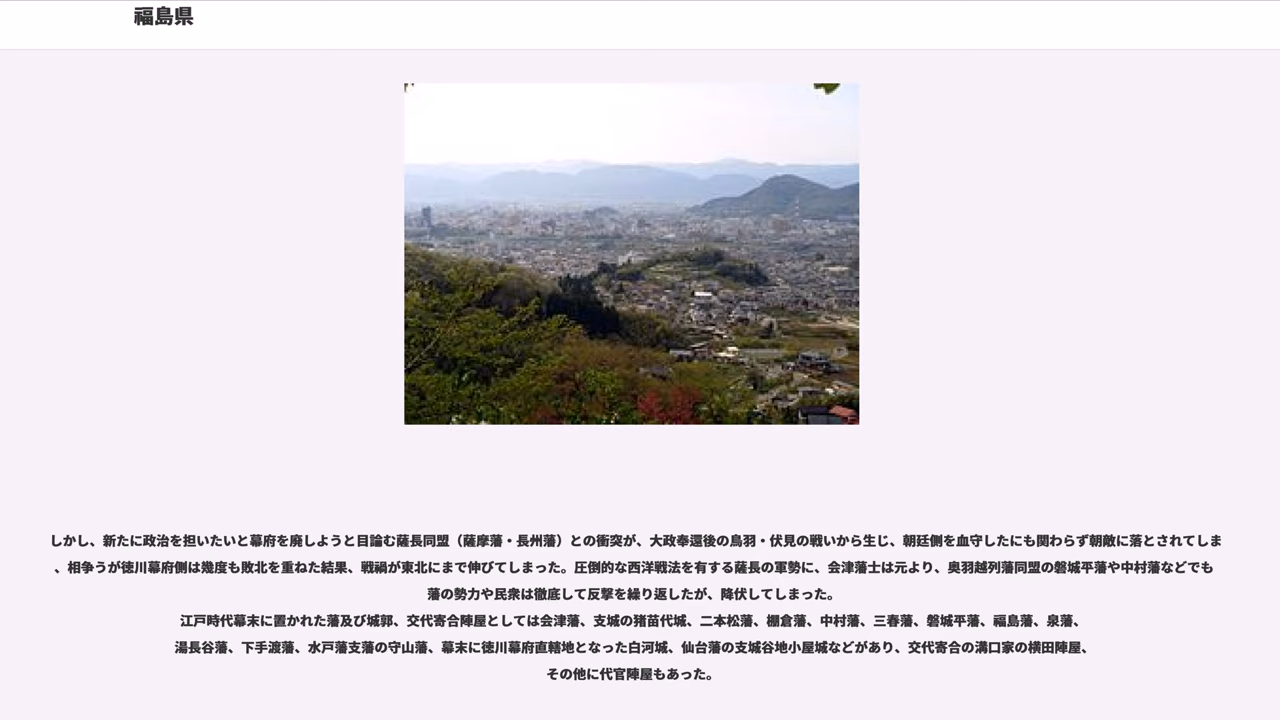 福島県
しかし、新たに政治を担いたいと幕府を廃しようと目論む薩長同盟（薩摩藩・長州藩）との衝突が、大政奉還後の鳥羽・伏見の戦いから生じ、朝廷側を血守したにも関わらず朝敵に落とされてしま
、相争うが徳川幕府側は幾度も敗北を重ねた結果、戦禍が東北にまで伸びてしまった。圧倒的な西洋戦法を有する薩長の軍勢に、会津藩士は元より、奥羽越列藩同盟の磐城平藩や中村藩などでも
藩の勢力や民衆は徹底して反撃を繰り返したが、降伏してしまった。
江戸時代幕末に置かれた藩及び城郭、交代寄合陣屋としては会津藩、支城の猪苗代城、二本松藩、棚倉藩、中村藩、三春藩、磐城平藩、福島藩、泉藩、
湯長谷藩、下手渡藩、水戸藩支藩の守山藩、幕末に徳川幕府直轄地となった白河城、仙台藩の支城谷地小屋城などがあり、交代寄合の溝口家の横田陣屋、
その他に代官陣屋もあった。